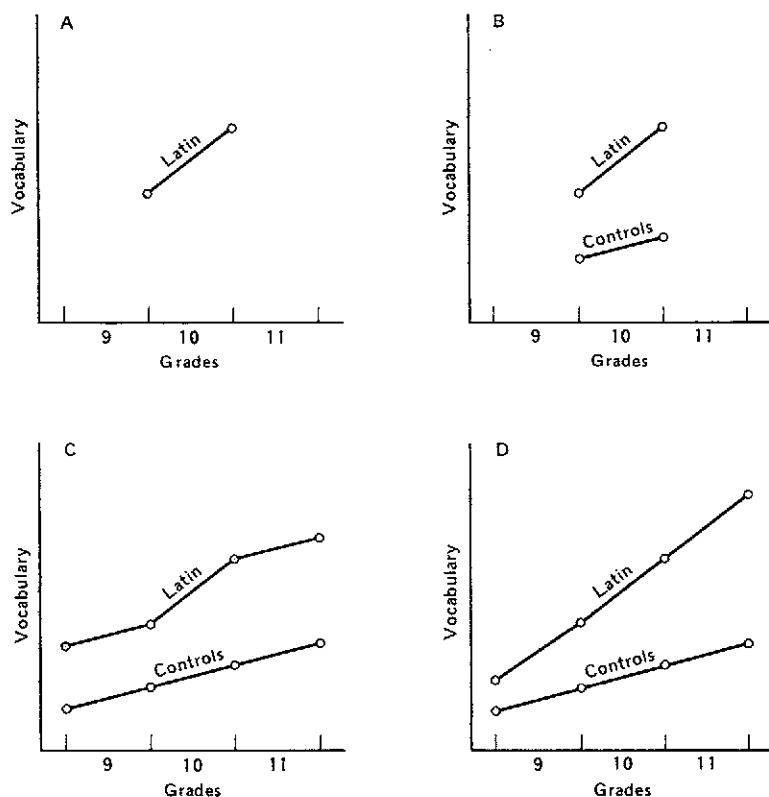 A
Vocabulary
Latin
9 10 11
Grades
B
Vocabulary
Latin
Controls
9 10 11
Grades
C
Vocabulary
Latin
Controls
9 10 11
Grades
D
Vocabulary
Latin
Controls
9 10 11
Grades